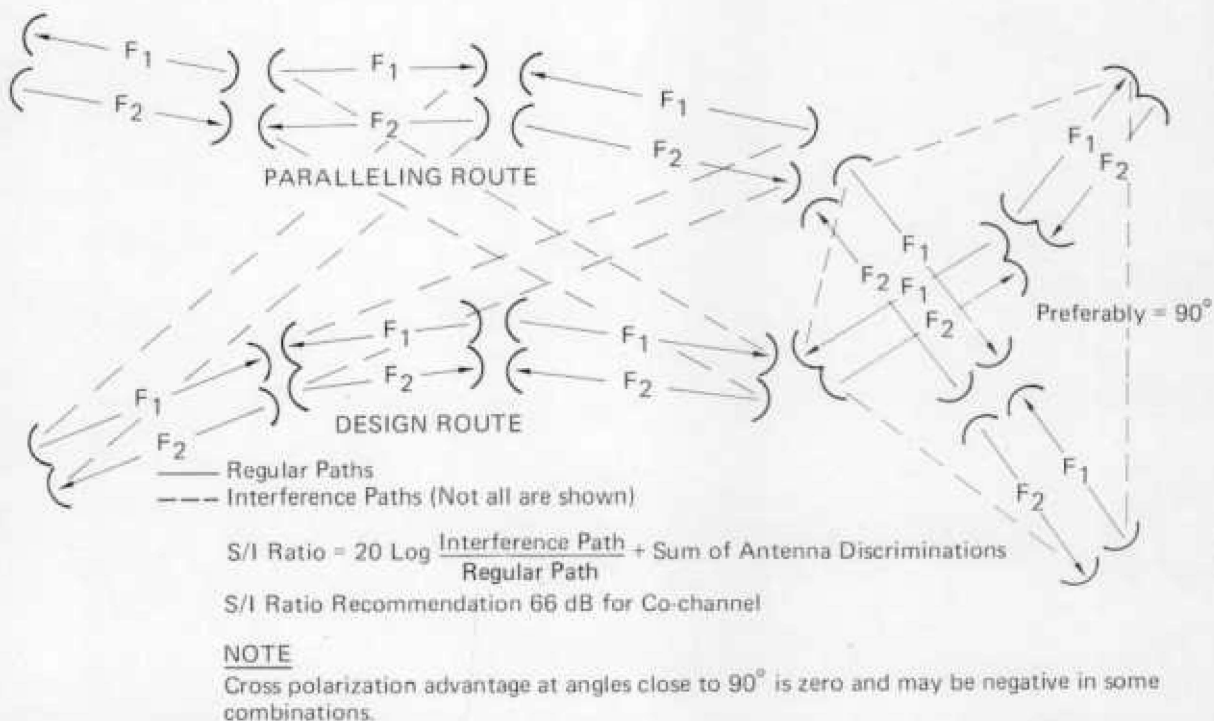 F1
F1
F1
F2
F2
F2
PARALLELING ROUTE
F1
F2
F1
F2
F1
F2
F1
F2
Preferably = 90°
F1
F2
F1
F2
F1
F2
DESIGN ROUTE
F1
F2
Regular Paths
Interference Paths (Not all are shown)
S/I Ratio = 20 Log Interference Path / Regular Path + Sum of Antenna Discriminations
S/I Ratio Recommendation 66 dB for Co-channel
NOTE
Cross polarization advantage at angles close to 90° is zero and may be negative in some
combinations.